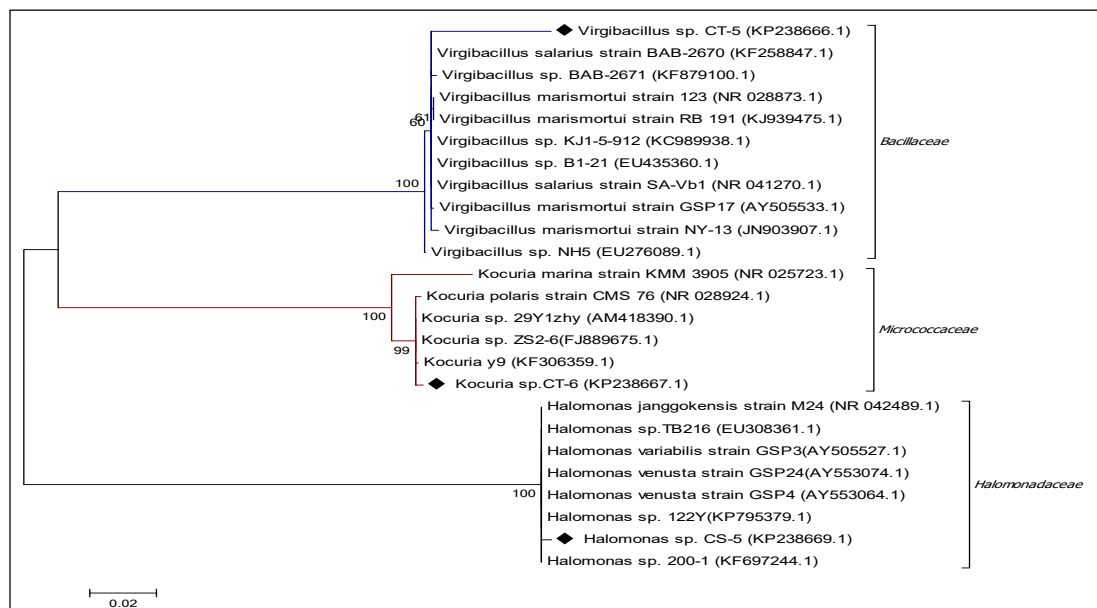 Virgibacillus sp. CT-5 (KP238666.1)
Virgibacillus salarius strain BAB-2670 (KF258847.1)
Virgibacillus sp. BAB-2671 (KF879100.1)
Virgibacillus marismortui strain 123 (NR 028873.1)
Virgibacillus marismortui strain RB 191 (KJ939475.1)
Virgibacillus sp. KJ1-5-912 (KC989938.1)
Virgibacillus sp. B1-21 (EU435360.1)
Virgibacillus salarius strain SA-Vb1 (NR 041270.1)
Virgibacillus marismortui strain GSP17 (AY505533.1)
Virgibacillus marismortui strain NY-13 (JN903907.1)
Virgibacillus sp. NH5 (EU276089.1)
61
60
100
Bacillaceae
Kocuria marina strain KMM 3905 (NR 025723.1)
Kocuria polaris strain CMS 76 (NR 028924.1)
Kocuria sp. 29Y1zhy (AM418390.1)
Kocuria sp. ZS2-6(FJ889675.1)
Kocuria y9 (KF306359.1)
Kocuria sp.CT-6 (KP238667.1)
100
99
Micrococcaceae
Halomonas janggokensis strain M24 (NR 042489.1)
Halomonas sp.TB216 (EU308361.1)
Halomonas variabilis strain GSP3(AY505527.1)
Halomonas venusta strain GSP24(AY553074.1)
Halomonas venusta strain GSP4 (AY553064.1)
Halomonas sp. 122Y(KP795379.1)
Halomonas sp. CS-5 (KP238669.1)
Halomonas sp. 200-1 (KF697244.1)
100
Halomonadaceae
0.02